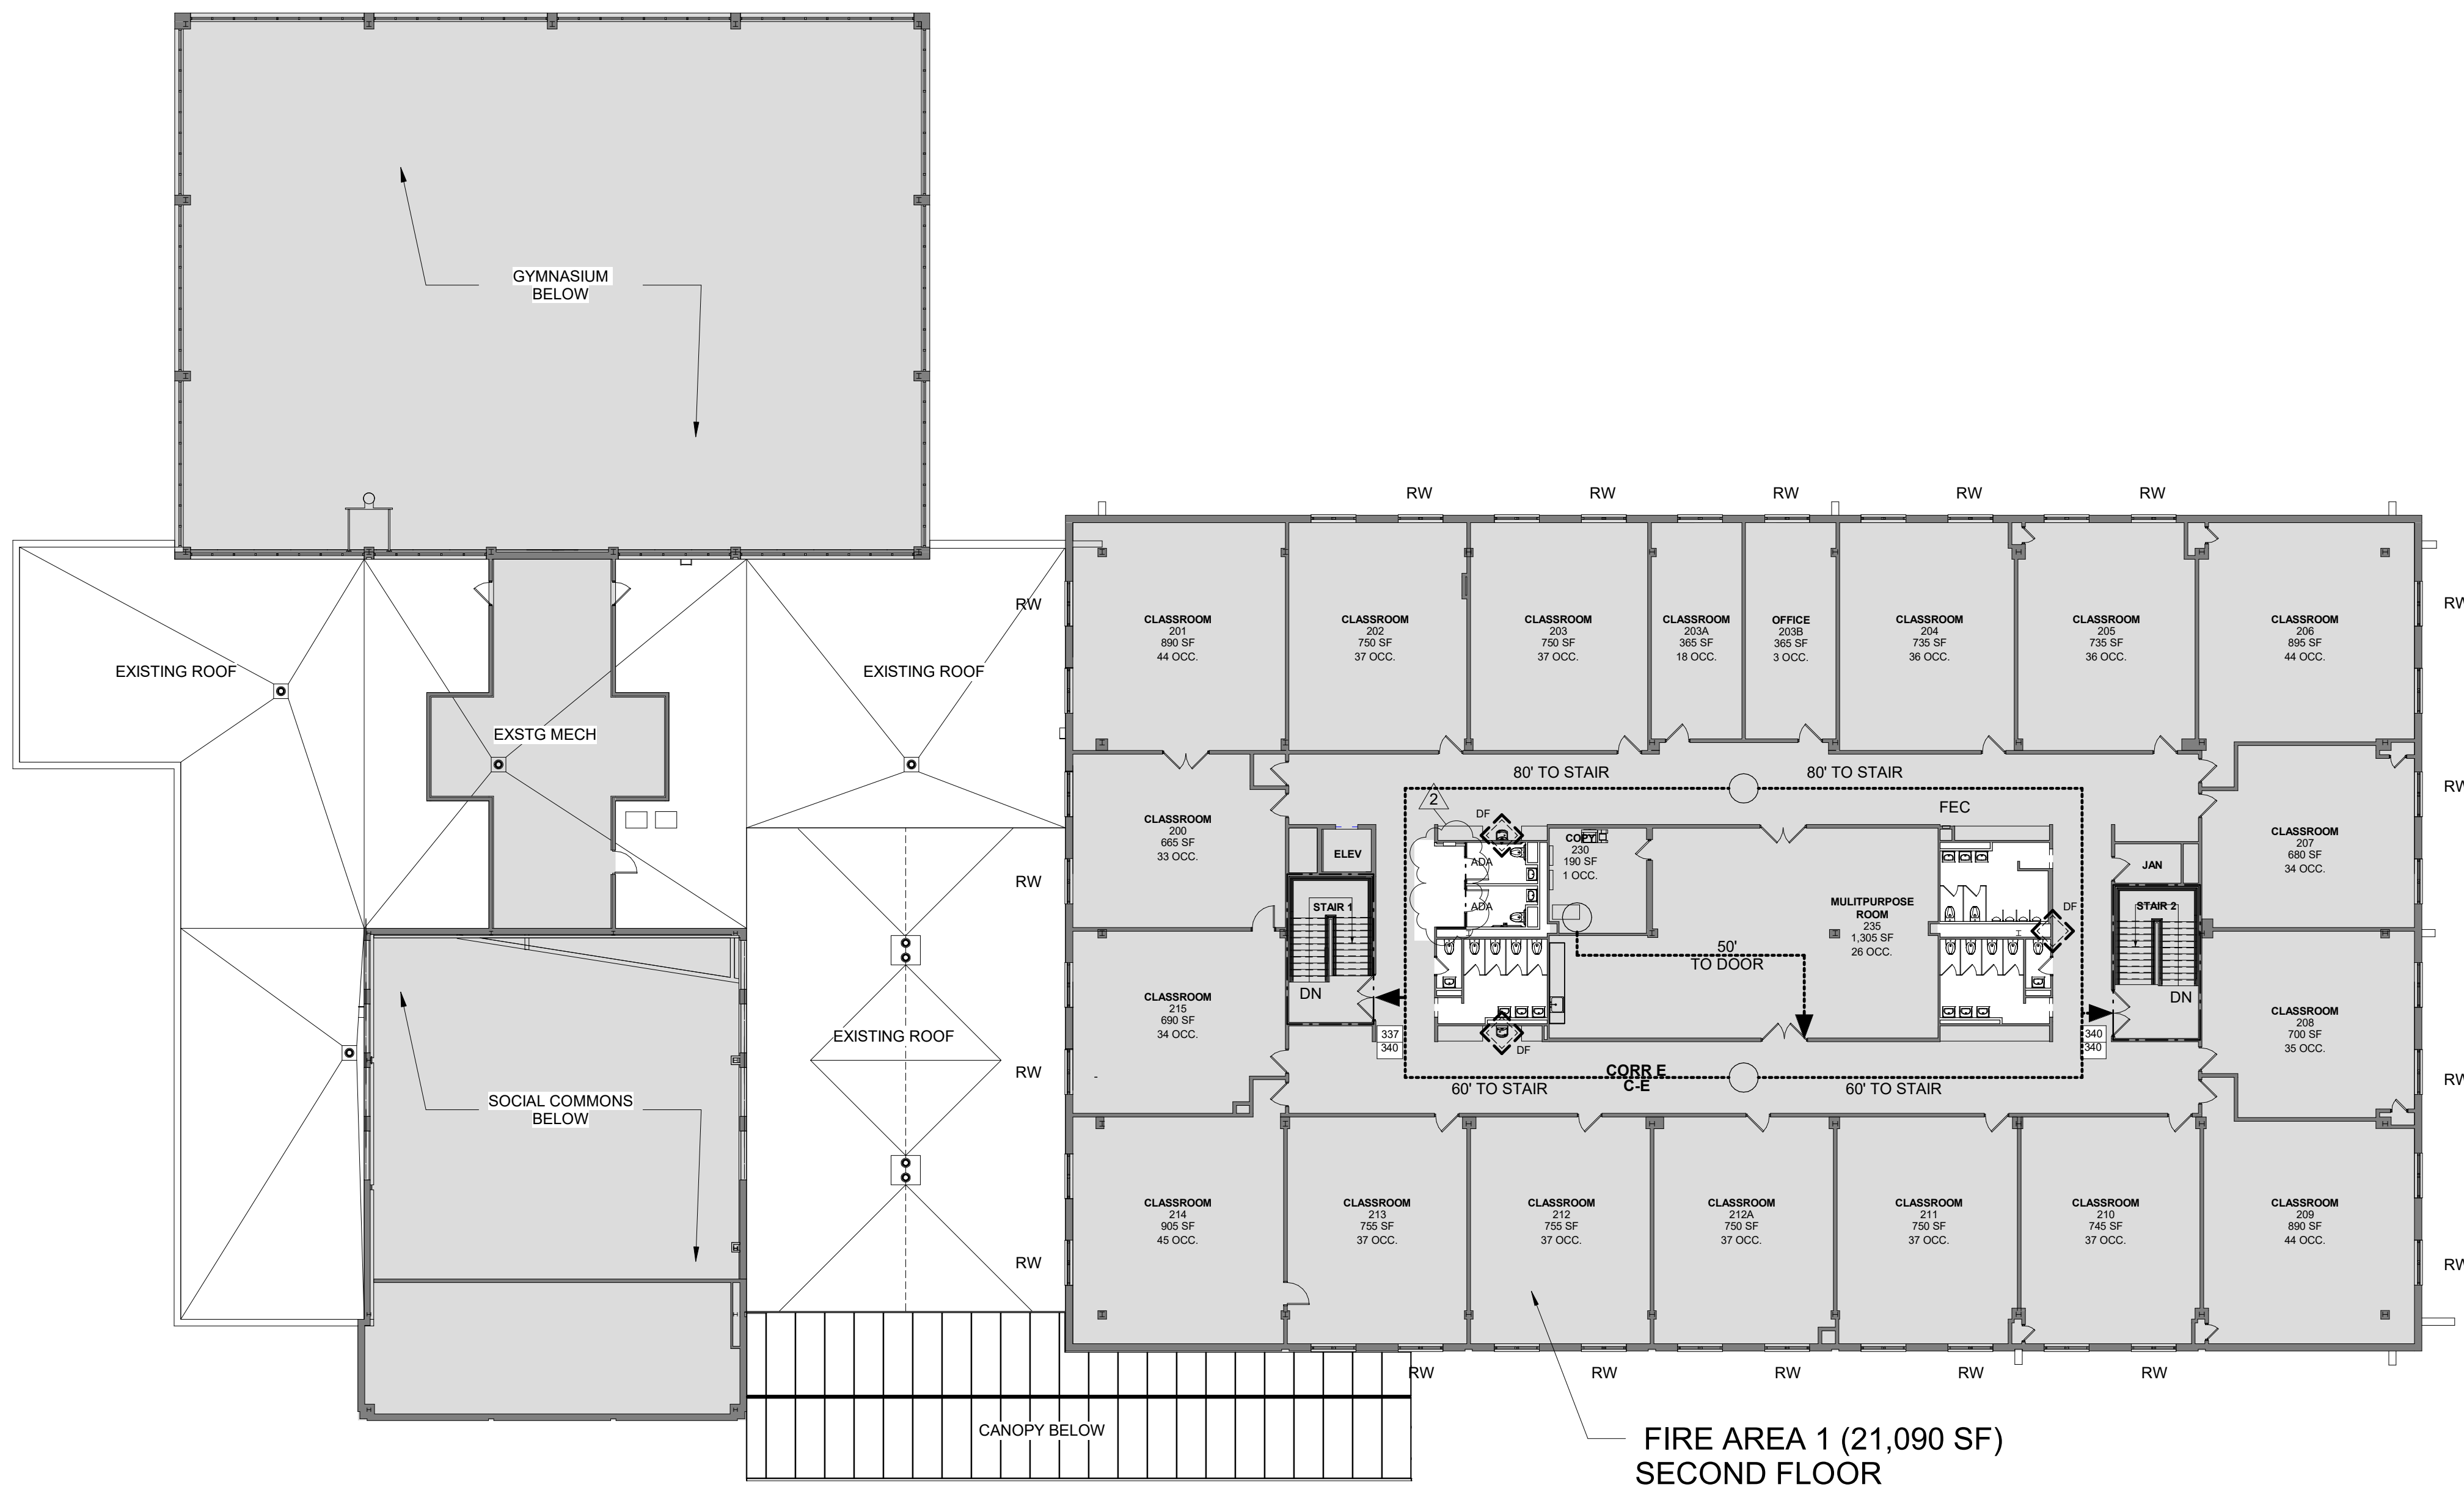 GYMNASIUM
BELOW
RW
RW
RW
RW
RW
RW
RW
EXISTING ROOF
EXISTING ROOF
EXSTG MECH
CLASSROOM
201
890 SF
44 OCC.
CLASSROOM
202
750 SF
37 OCC.
CLASSROOM
203
750 SF
37 OCC.
CLASSROOM
203A
365 SF
18 OCC.
OFFICE
203B
365 SF
3 OCC.
CLASSROOM
204
735 SF
36 OCC.
CLASSROOM
205
735 SF
36 OCC.
CLASSROOM
206
895 SF
44 OCC.
80' TO STAIR
80' TO STAIR
RW
2
DF
FEC
CLASSROOM
200
665 SF
33 OCC.
ELEV
ADA
COPY
230
190 SF
1 OCC.
JAN
CLASSROOM
207
680 SF
34 OCC.
RW
STAIR 1
ADA
MULITPURPOSE
ROOM
235
1,305 SF
26 OCC.
DF
STAIR 2
50'
TO DOOR
DN
DN
CLASSROOM
215
690 SF
34 OCC.
CLASSROOM
208
700 SF
35 OCC.
EXISTING ROOF
337
340
340
340
DF
RW
CORR E
C-E
60' TO STAIR
60' TO STAIR
RW
SOCIAL COMMONS
BELOW
CLASSROOM
214
905 SF
45 OCC.
CLASSROOM
213
755 SF
37 OCC.
CLASSROOM
212
755 SF
37 OCC.
CLASSROOM
212A
750 SF
37 OCC.
CLASSROOM
211
750 SF
37 OCC.
CLASSROOM
210
745 SF
37 OCC.
CLASSROOM
209
890 SF
44 OCC.
RW
RW
RW
RW
RW
RW
RW
CANOPY BELOW
FIRE AREA 1 (21,090 SF)
SECOND FLOOR